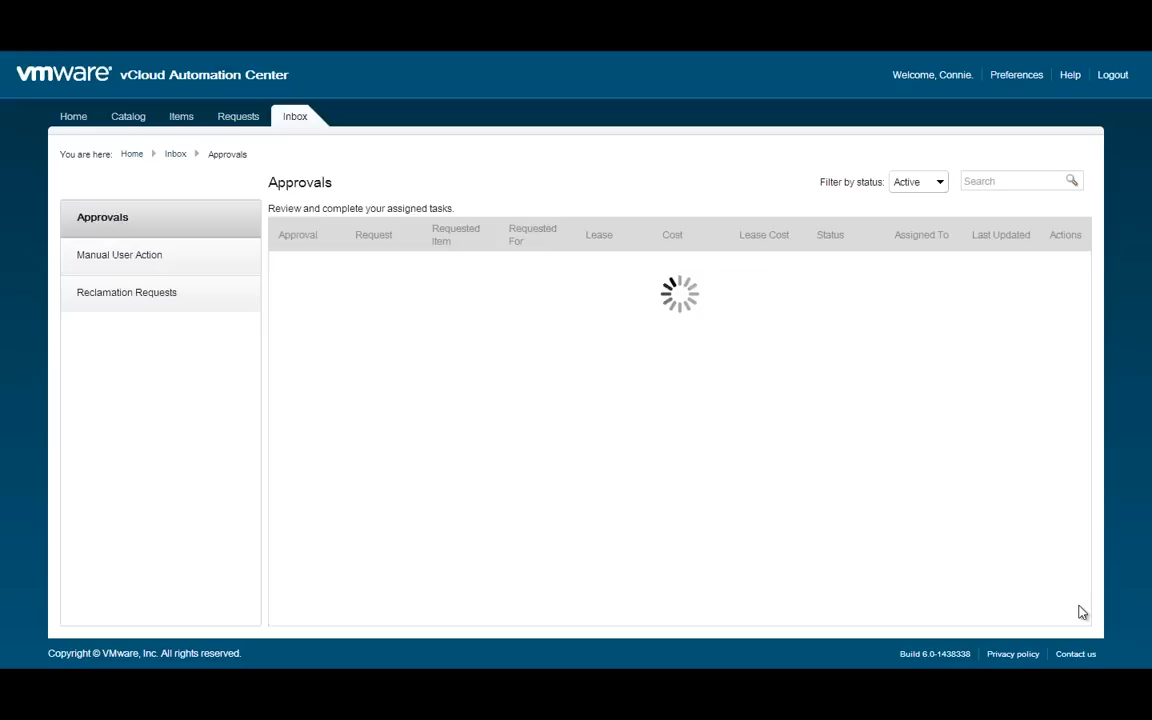 vmware vCloud Automation Center
Welcome, Connie. Preferences Help Logout
Home Catalog Items Requests Inbox
You are here: Home Inbox Approvals
Approvals
Filter by status: Active Search
Review and complete your assigned tasks.
Approvals
Manual User Action
Reclamation Requests
Approval Request Requested Item Requested For Lease Cost Lease Cost Status Assigned To Last Updated Actions
Copyright © VMware, Inc. All rights reserved.
Build 6.0-1438338 Privacy policy Contact us